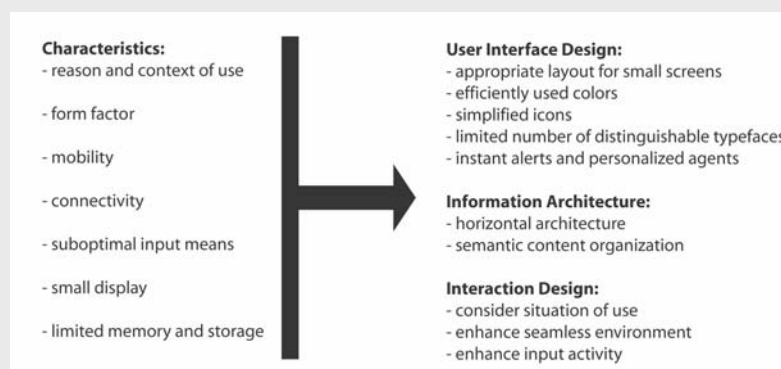 Characteristics:
- reason and context of use
- form factor
- mobility
- connectivity
- suboptimal input means
- small display
- limited memory and storage
User Interface Design:
- appropriate layout for small screens
- efficiently used colors
- simplified icons
- limited number of distinguishable typefaces
- instant alerts and personalized agents
Information Architecture:
- horizontal architecture
- semantic content organization
Interaction Design:
- consider situation of use
- enhance seamless environment
- enhance input activity